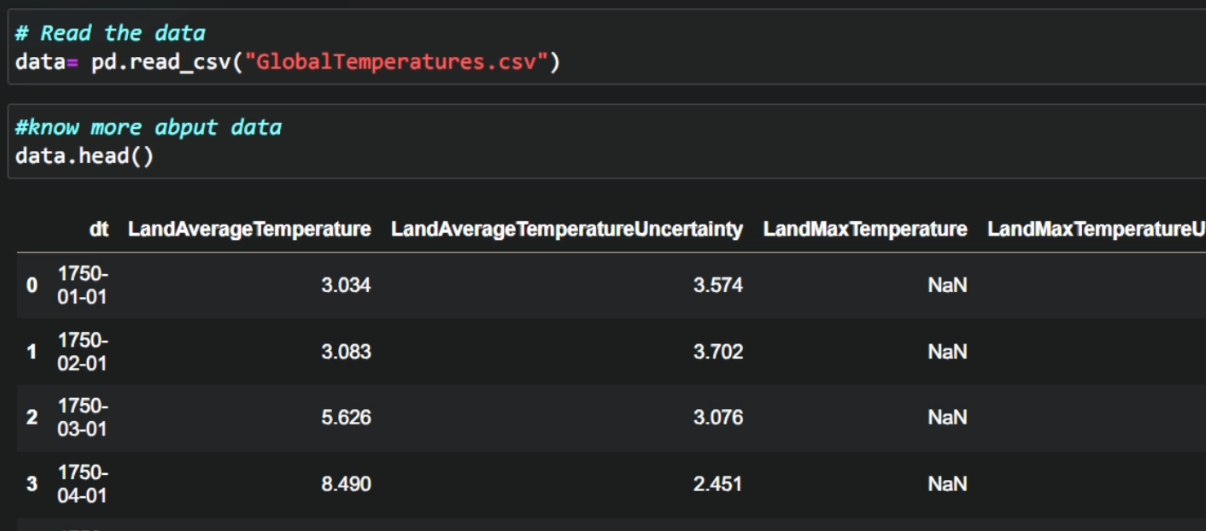 # Read the data
data= pd.read_csv("GlobalTemperatures.csv")
#know more abput data
data.head()
dt LandAverageTemperature LandAverageTemperatureUncertainty LandMaxTemperature LandMaxTemperatureU
0 1750-01-01 3.034 3.574 NaN
1 1750-02-01 3.083 3.702 NaN
2 1750-03-01 5.626 3.076 NaN
3 1750-04-01 8.490 2.451 NaN